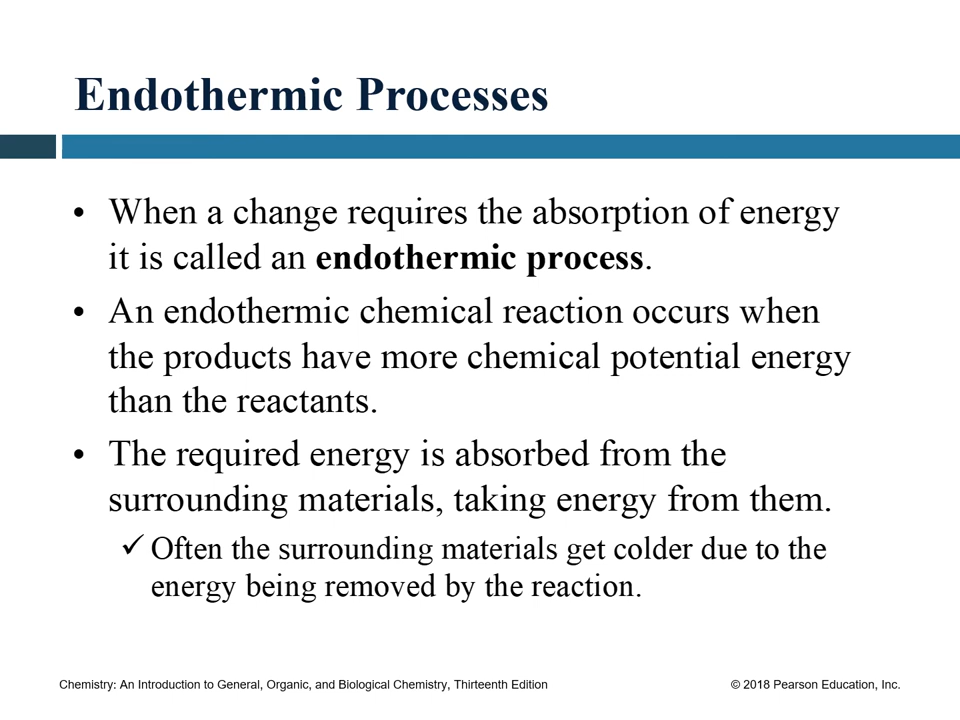 Endothermic Processes
• When a change requires the absorption of energy
it is called an endothermic process.
• An endothermic chemical reaction occurs when
the products have more chemical potential energy
than the reactants.
• The required energy is absorbed from the
surrounding materials, taking energy from them.
✓ Often the surrounding materials get colder due to the
energy being removed by the reaction.
Chemistry: An Introduction to General, Organic, and Biological Chemistry, Thirteenth Edition
© 2018 Pearson Education, Inc.